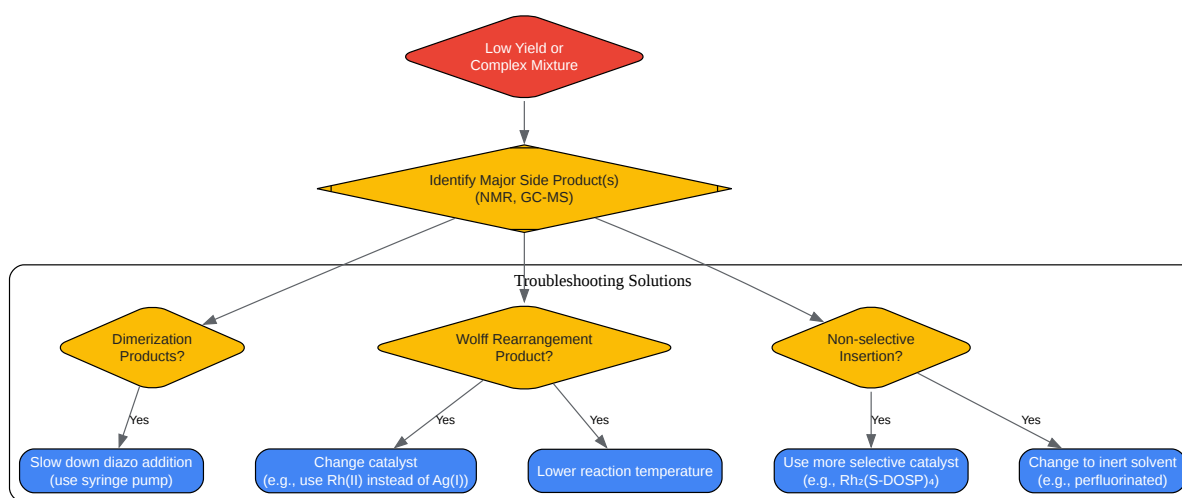 Low Yield or
Complex Mixture
Identify Major Side Product(s)
(NMR, GC-MS)
Troubleshooting Solutions
Dimerization
Products?
Wolff Rearrangement
Product?
Non-selective
Insertion?
Yes
Yes
Yes
Yes
Yes
Slow down diazo addition
(use syringe pump)
Change catalyst
(e.g., use Rh(II) instead of Ag(I))
Lower reaction temperature
Use more selective catalyst
(e.g., Rh₂(S-DOSP)₄)
Change to inert solvent
(e.g., perfluorinated)